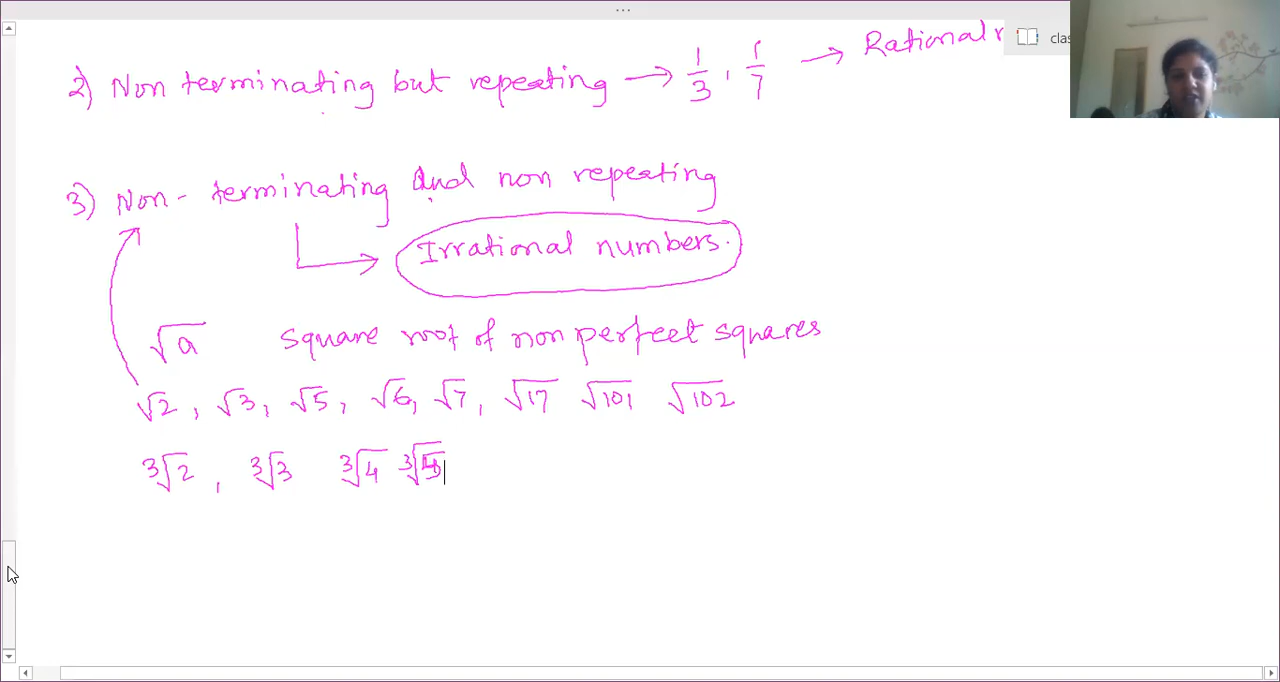 2) Non terminating but repeating → 1/3, 1/7 → Rational
clas
3) Non-terminating and non repeating
Irrational numbers.
√a square root of non perfect squares
√2, √3, √5, √6, √7, √17 √101 √102
³√2, ³√3 ³√4